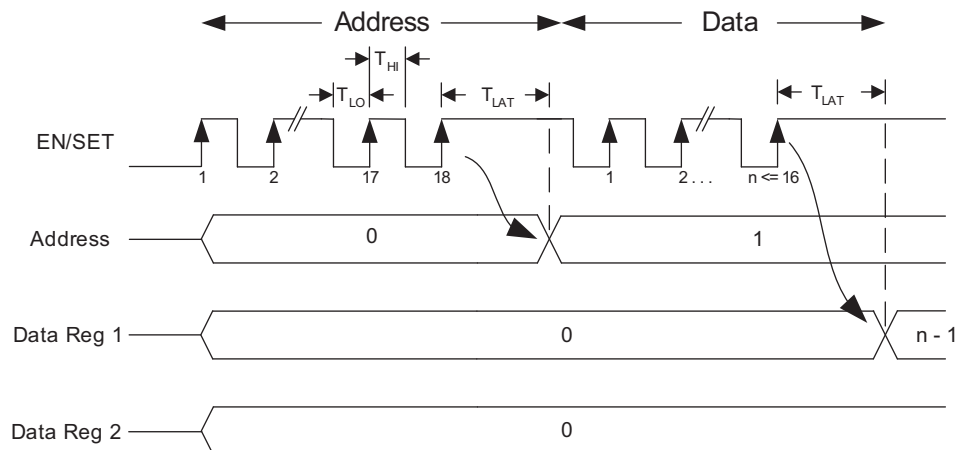 Address Data
T_HI
T_LO T_LAT T_LAT
EN/SET
1 2 17 18 1 2 . . . n <= 16
Address 0 1
Data Reg 1 0 n - 1
Data Reg 2 0